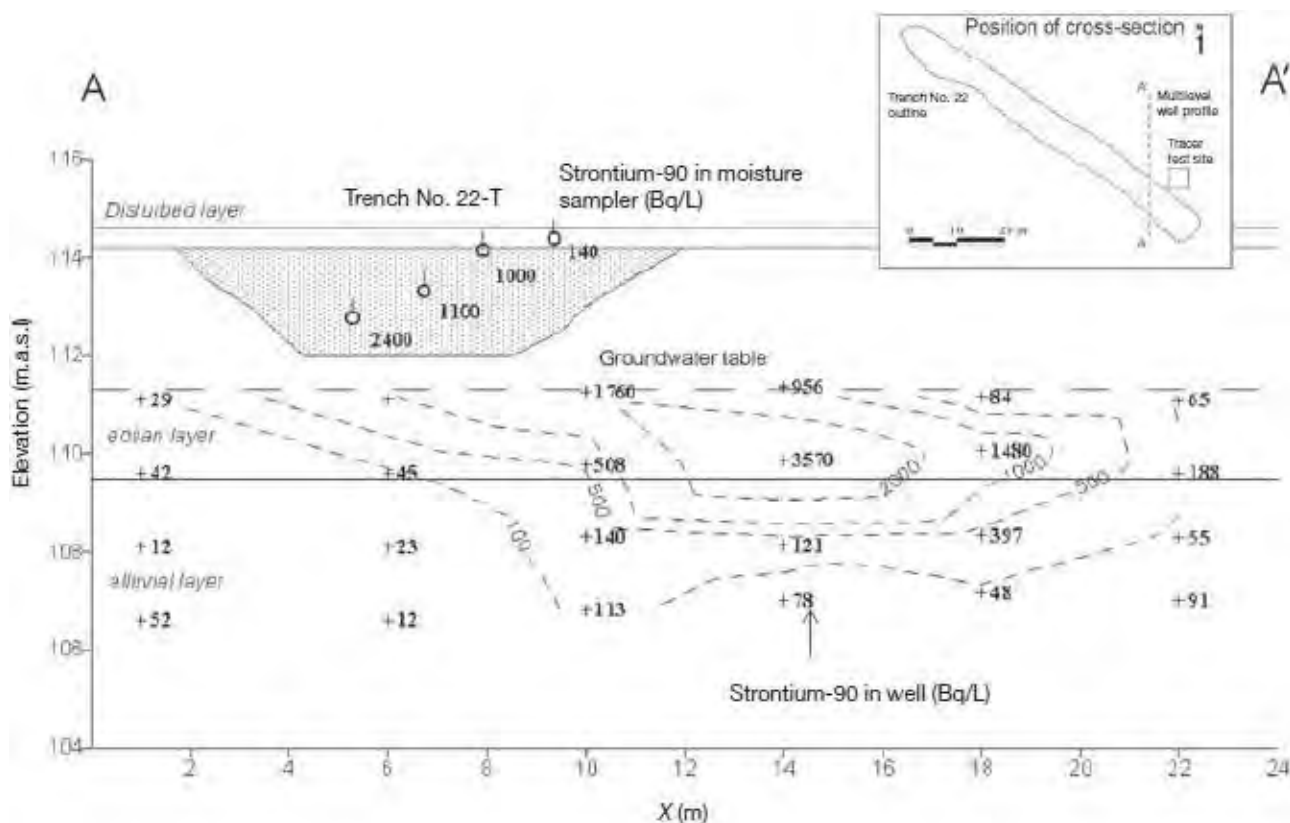 A
A'
Position of cross-section
Trench No. 22
outline
A'
Multilevel
well profile
Tracer
test site
A
116
Strontium-90 in moisture
Trench No. 22-T
sampler (Bq/L)
Disturbed layer
114
140
1000
1100
2400
112
Groundwater table
+29
+
+1760
+956
+84
+65
eolian layer
110
+42
+45
+508
+3570
+1480
+188
2000
1000
500
500
100
108
+12
+23
+140
+121
+397
+55
alluvial layer
+52
+12
+113
+78
+48
+91
106
Strontium-90 in well (Bq/L)
104
2
4
6
8
10
12
14
16
18
20
22
24
Elevation (m.a.s.l)
X (m)